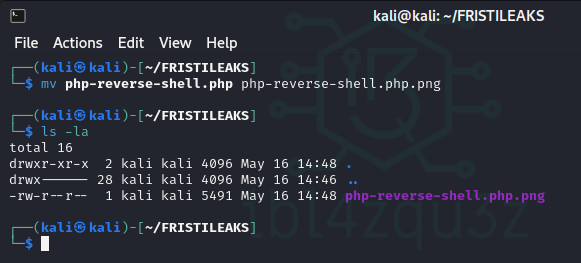 kali@kali: ~/FRISTILEAKS
File Actions Edit View Help
┌──(kali㉿kali)-[~/FRISTILEAKS]
└─$ mv php-reverse-shell.php php-reverse-shell.php.png
┌──(kali㉿kali)-[~/FRISTILEAKS]
└─$ ls -la
total 16
drwxr-xr-x  2 kali kali 4096 May 16 14:48 .
drwx------ 28 kali kali 4096 May 16 14:46 ..
-rw-r--r--  1 kali kali 5491 May 16 14:48 php-reverse-shell.php.png
┌──(kali㉿kali)-[~/FRISTILEAKS]
└─$